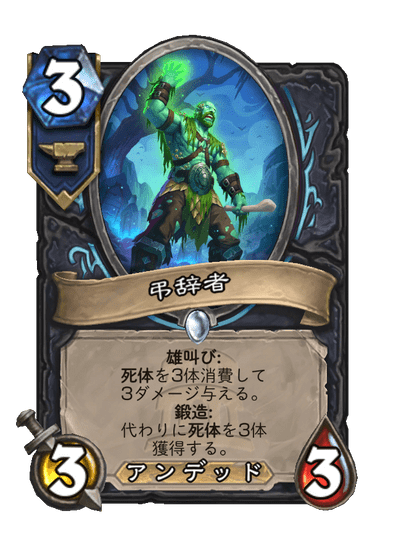 3
弔辞者
雄叫び:
死体を3体消費して
3ダメージ与える。
鍛造:
代わりに死体を3体
獲得する。
3
アンデッド
3